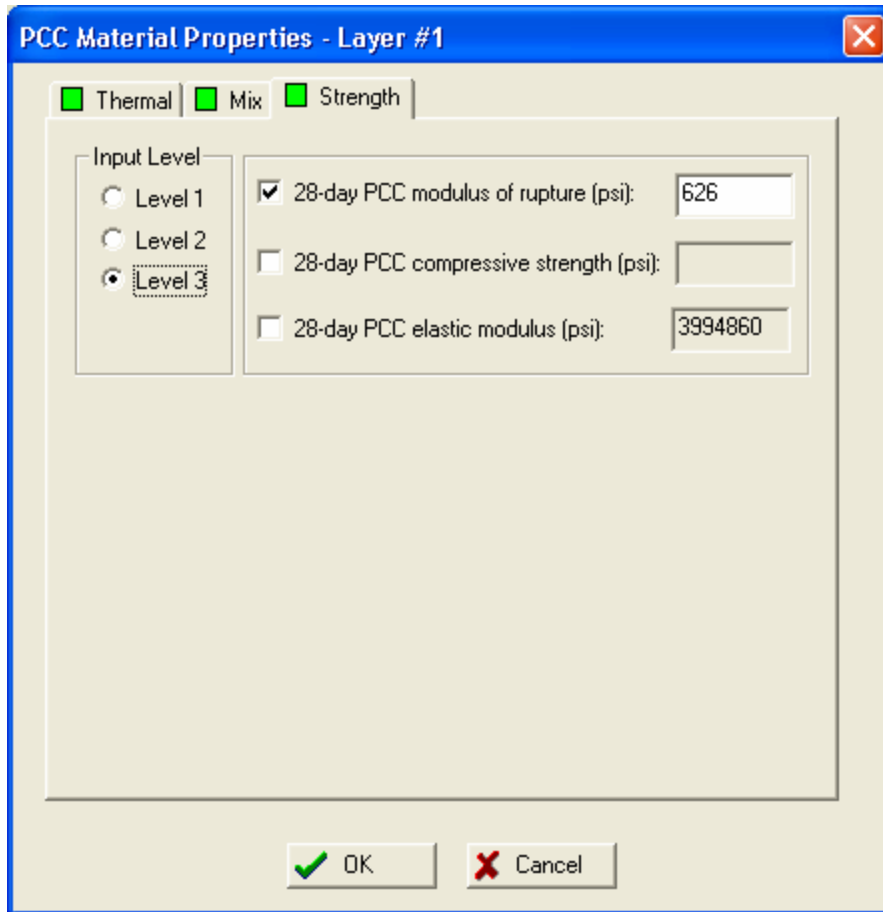 PCC Material Properties - Layer #1
Thermal Mix Strength
Input Level
Level 1
Level 2
Level 3
28-day PCC modulus of rupture (psi): 626
28-day PCC compressive strength (psi):
28-day PCC elastic modulus (psi): 3994860
OK Cancel